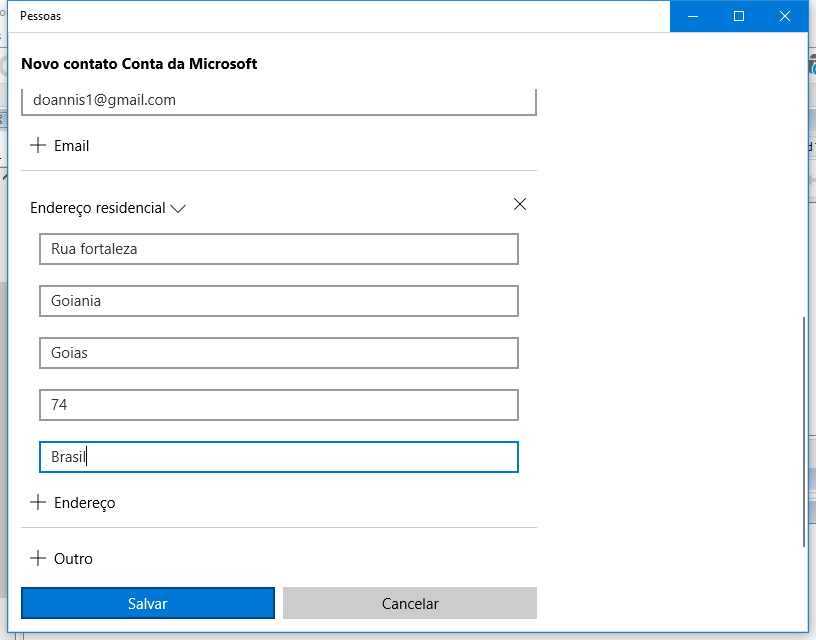 Pessoas
Novo contato Conta da Microsoft
doannis1@gmail.com
Email
Endereço residencial
Rua fortaleza
Goiania
Goias
74
Brasil
Endereço
Outro
Salvar
Cancelar